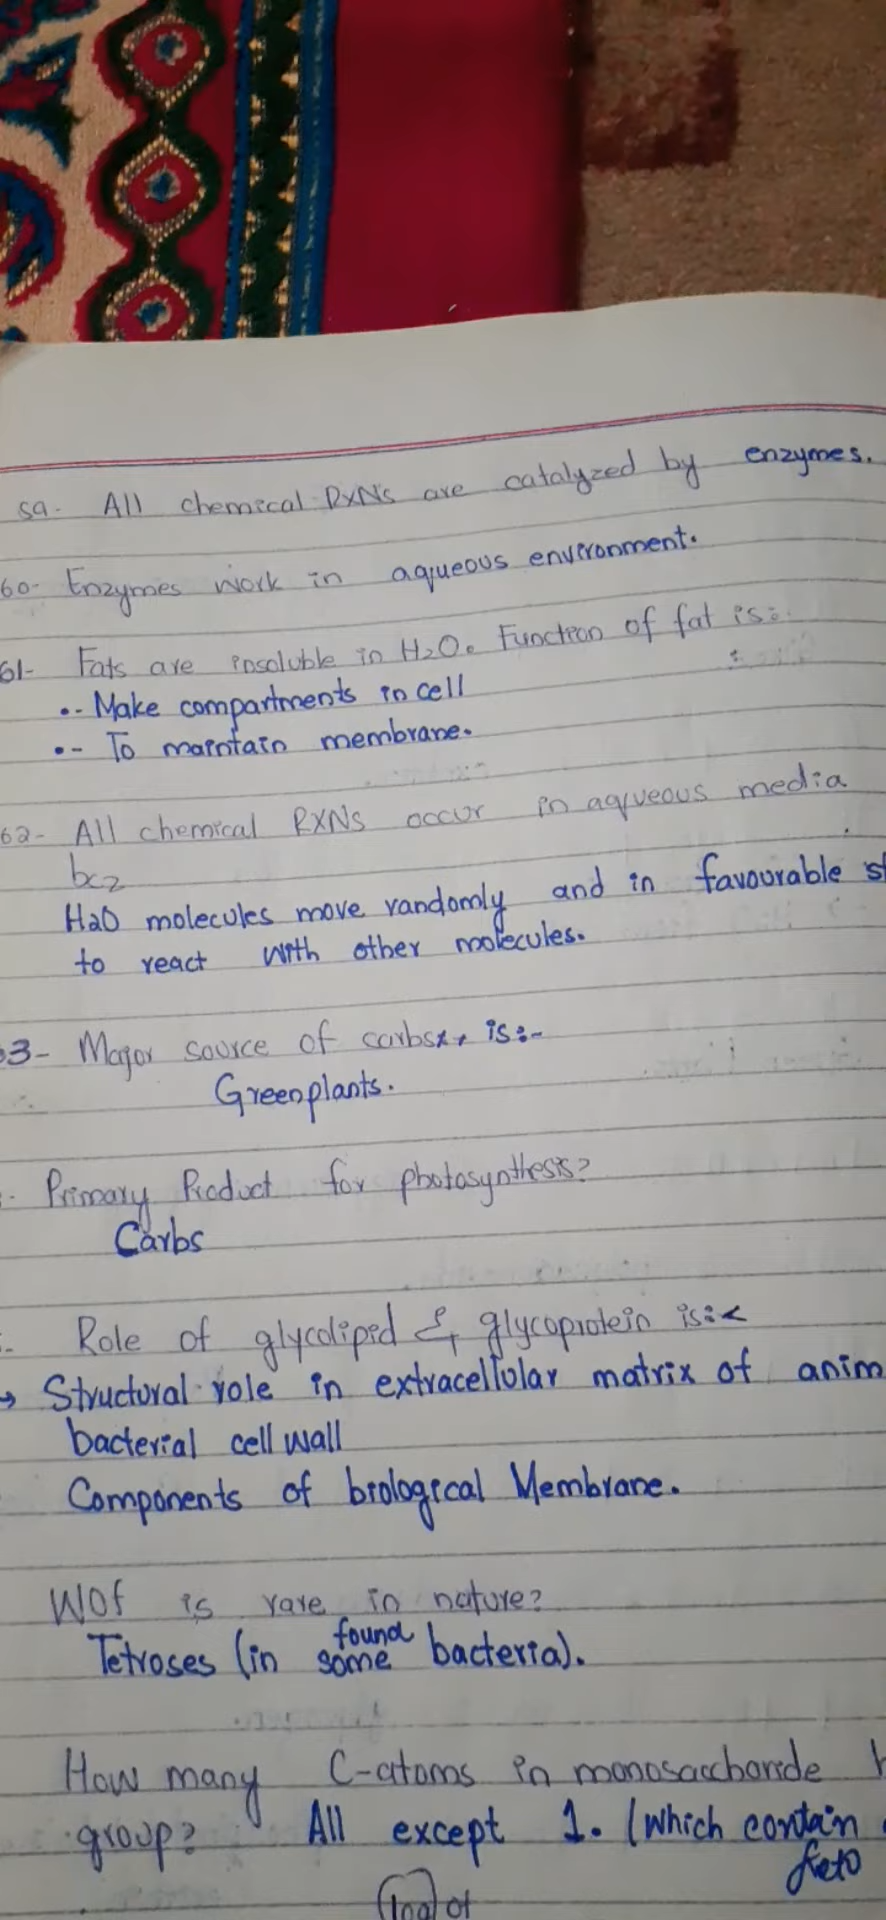 59- All chemical RXNs are catalyzed by enzymes.
60- Enzymes work in aqueous environment.
61- Fats are insoluble in H₂O. Function of fat is:-
•- Make compartments in cell
•- To maintain membrane.
62- All chemical RXNs occur in aqueous media
bcz
H2O molecules move randomly and in favourable
to react with other molecules.
3- Major source of carbs is:-
Green plants.
Primary Product for photosynthesis?
Carbs
Role of glycolipid & glycoprotein is:<
→ Structural role in extracellular matrix of anim
bacterial cell wall
Components of biological Membrane.
WOf is rare in nature?
found
Tetroses (in some bacteria).
How many C-atoms in monosaccharide
group? All except 1. (which contain
keto
of